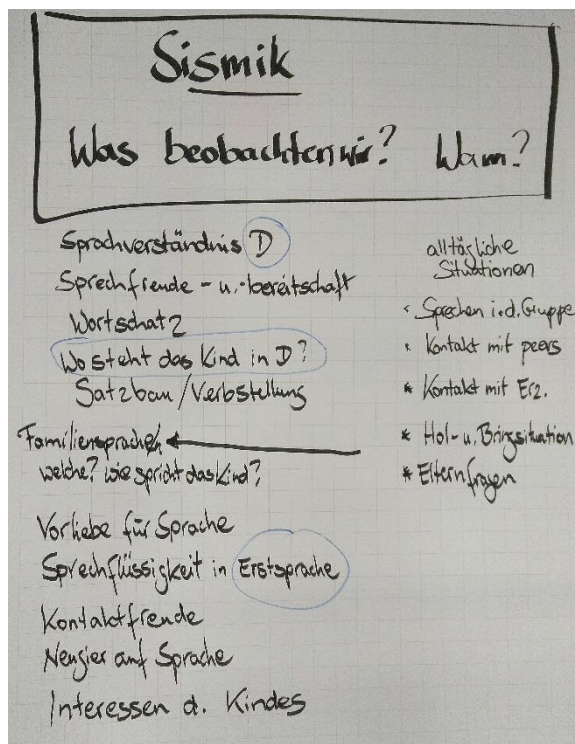 Sismik
Was beobachten wir? Wann?
Sprachverständnis D
Sprechfreude - u. -bereitschaft
Wortschatz
Wo steht das Kind in D?
Satzbau / Verbstellung
Familiensprache/n
welche? wie spricht das Kind?
Vorliebe für Sprache
Sprechflüssigkeit in Erstsprache
Kontaktfreude
Neugier auf Sprache
Interessen d. Kindes
alltägliche
Situationen
* Sprechen i.d. Gruppe
* Kontakt mit peers
* Kontakt mit Erz.
* Hol- u. Bringsituation
* Elternfragen